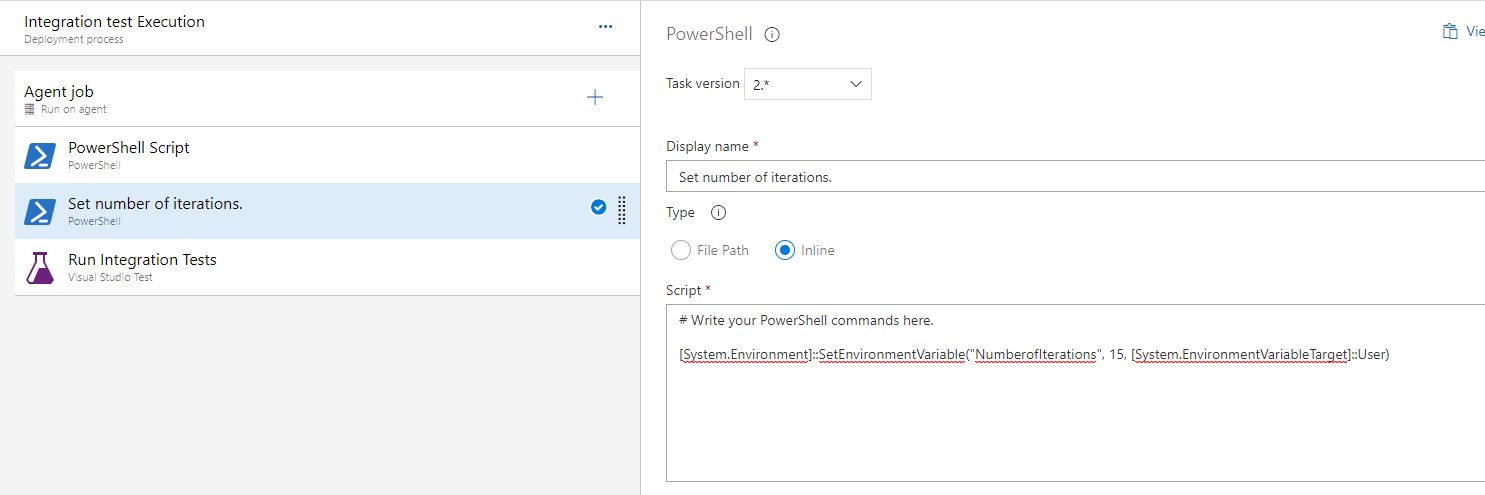 Integration test Execution
Deployment process
Agent job
Run on agent
PowerShell Script
PowerShell
Set number of iterations.
PowerShell
Run Integration Tests
Visual Studio Test
PowerShell
Vie
Task version 2.*
Display name *
Set number of iterations.
Type
File Path Inline
Script *
# Write your PowerShell commands here.
[System.Environment]::SetEnvironmentVariable("NumberofIterations", 15, [System.EnvironmentVariableTarget]::User)